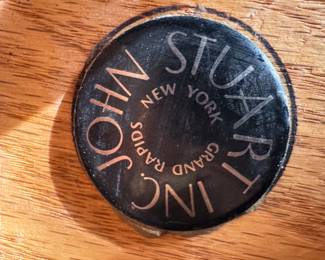 JOHN STUART INC.
NEW YORK
GRAND RAPIDS